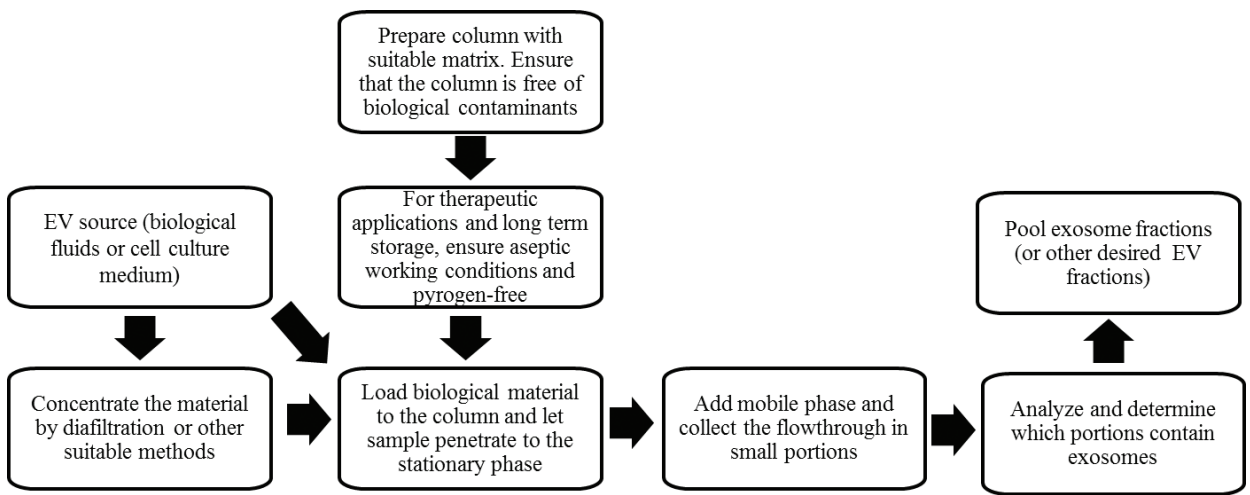 Prepare column with
suitable matrix. Ensure
that the column is free of
biological contaminants
For therapeutic
applications and long term
storage, ensure aseptic
working conditions and
pyrogen-free
EV source (biological
fluids or cell culture
medium)
Concentrate the material
by diafiltration or other
suitable methods
Load biological material
to the column and let
sample penetrate to the
stationary phase
Add mobile phase and
collect the flowthrough in
small portions
Analyze and determine
which portions contain
exosomes
Pool exosome fractions
(or other desired EV
fractions)